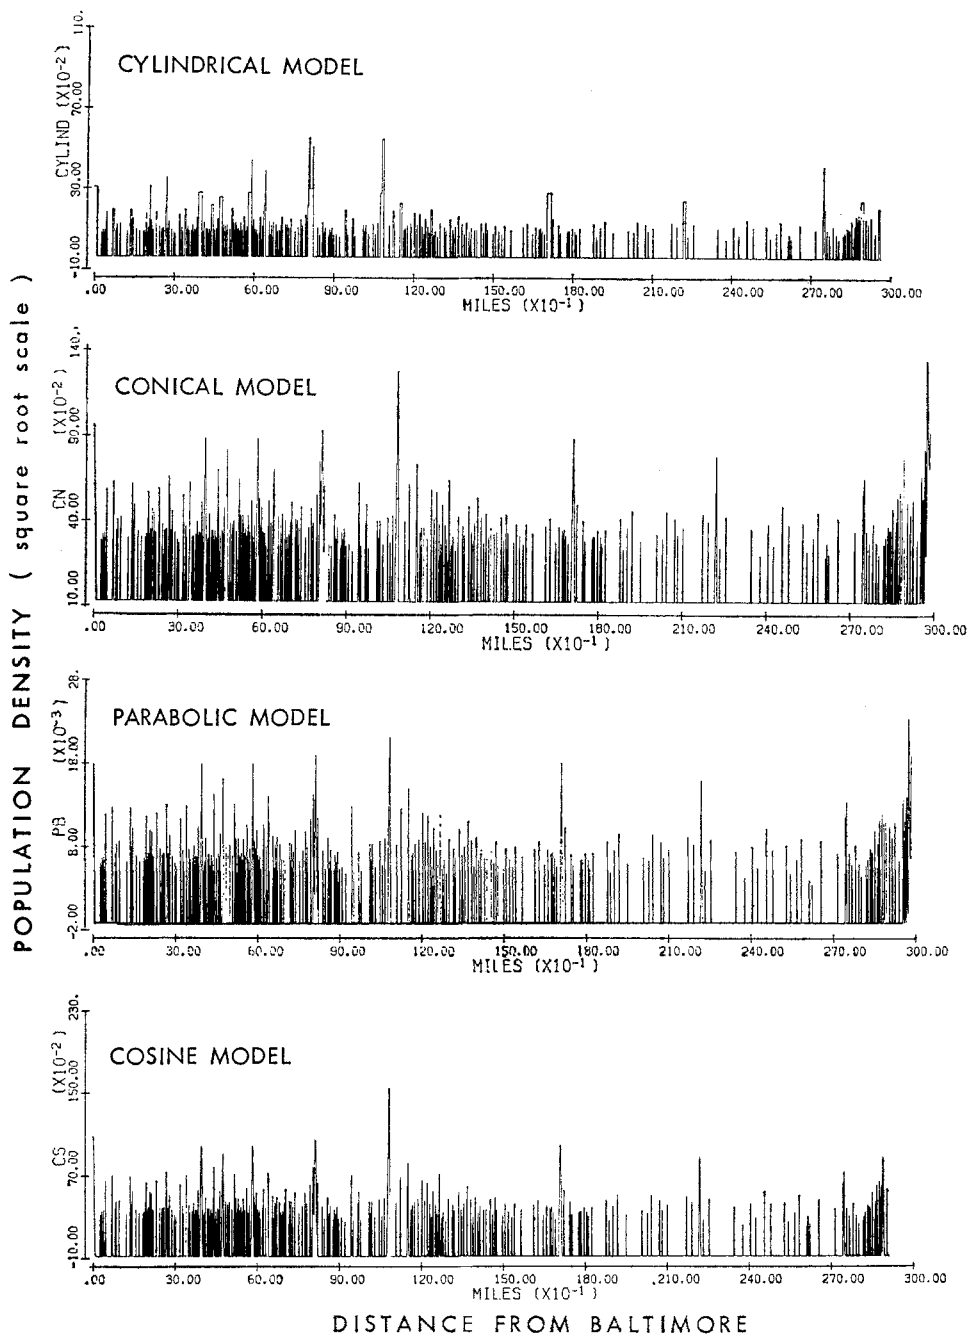 POPULATION DENSITY ( square root scale )
CYLINDRICAL MODEL
CYLIND (X10-2)
110.
70.00
30.00
-10.00
.00 30.00 60.00 90.00 120.00 150.00 180.00 210.00 240.00 270.00 300.00
MILES (X10-1)
CONICAL MODEL
CN (X10-2)
140.
90.00
40.00
10.00
.00 30.00 60.00 90.00 120.00 150.00 180.00 210.00 240.00 270.00 300.00
MILES (X10-1)
PARABOLIC MODEL
PB (X10-3)
28.
18.00
8.00
-2.00
.00 30.00 60.00 90.00 120.00 150.00 180.00 210.00 240.00 270.00 300.00
MILES (X10-1)
COSINE MODEL
CS (X10-2)
230.
150.00
70.00
-10.00
.00 30.00 60.00 90.00 120.00 150.00 180.00 210.00 240.00 270.00 300.00
MILES (X10-1)
DISTANCE FROM BALTIMORE